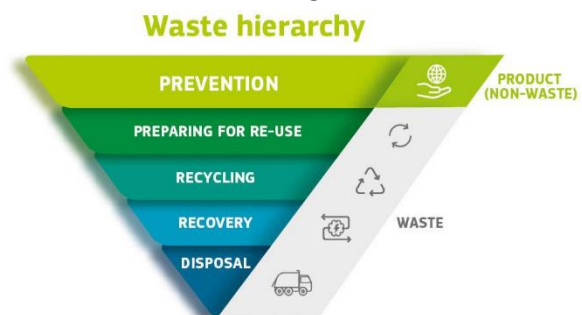 Waste hierarchy
PREVENTION
PRODUCT
(NON-WASTE)
PREPARING FOR RE-USE
RECYCLING
RECOVERY
WASTE
DISPOSAL